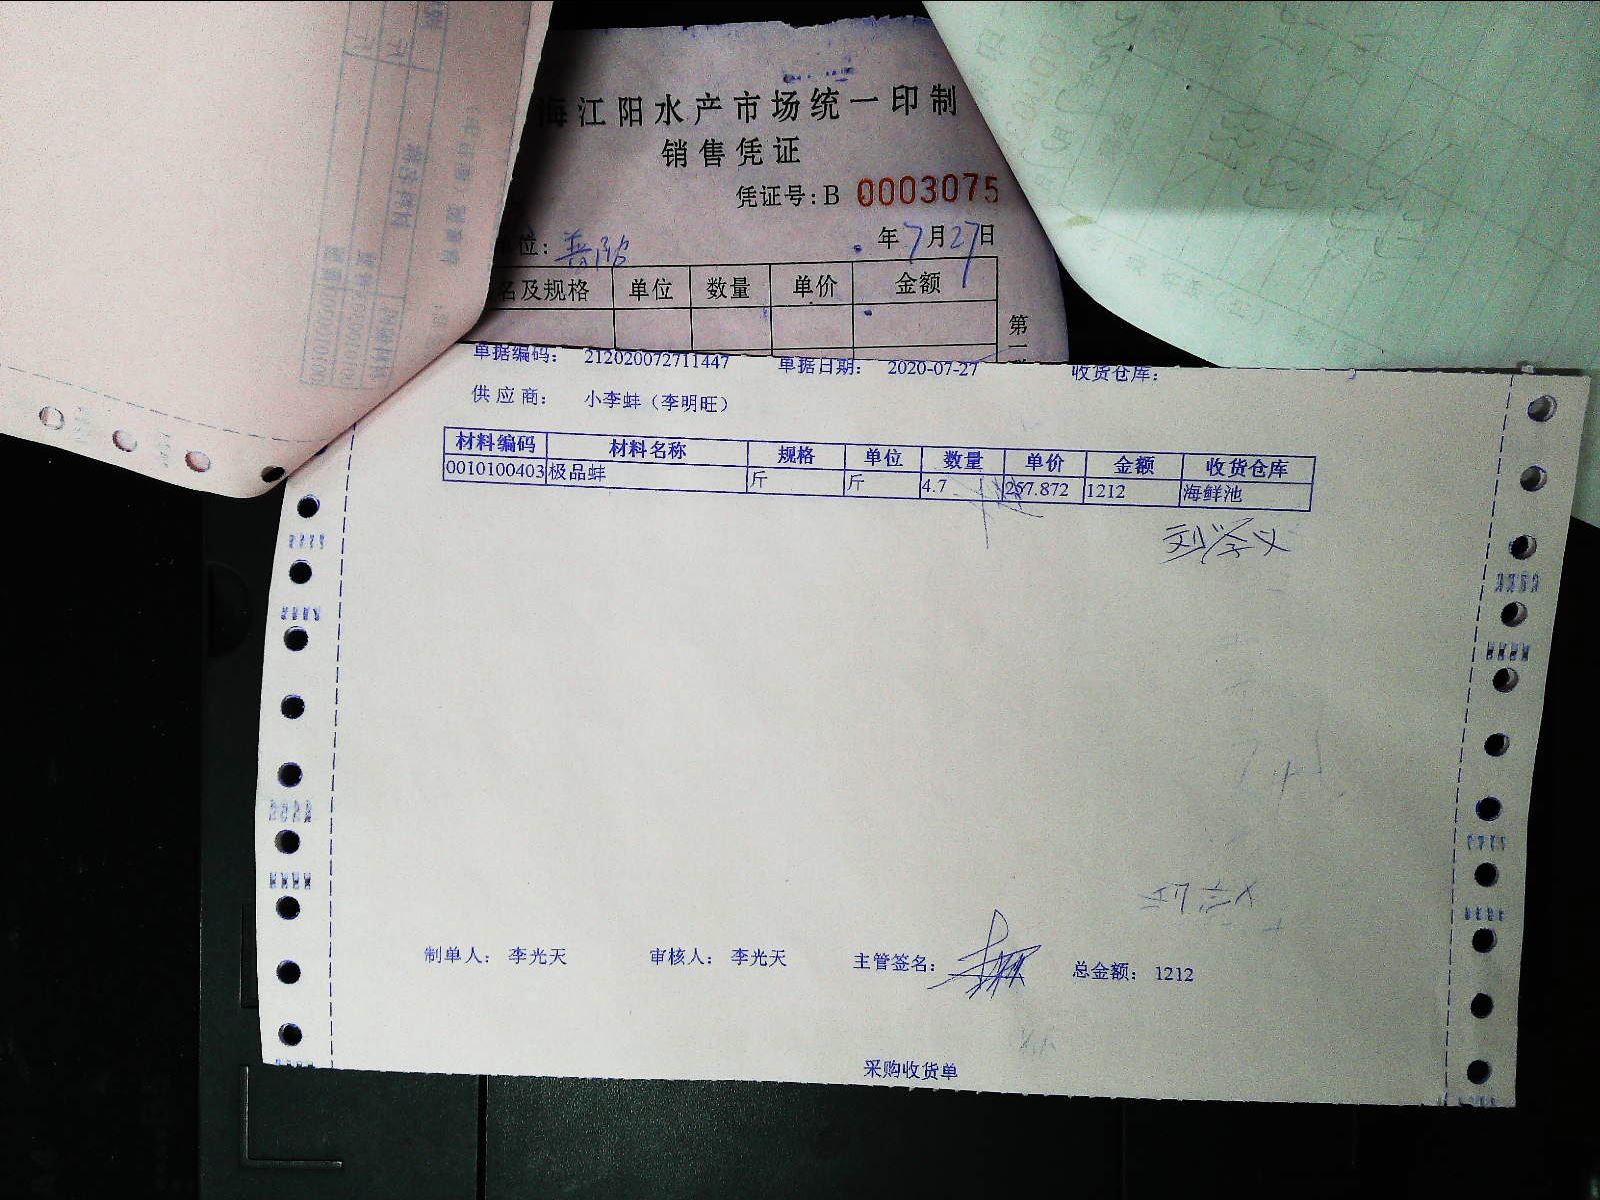 海江阳水产市场统一印制
销售凭证
凭证号:B 0003075
位: 年7月27日
名及规格 单位 数量 单价 金额
第
单据编码: 212020072711447 单据日期: 2020-07-27 收货仓库:
供应商: 小李蚌（李明旺）
材料编码 材料名称 规格 单位 数量 单价 金额 收货仓库
0010100403 极品蚌 斤 斤 4.7 257.872 1212 海鲜池
刘学义
制单人: 李光天 审核人: 李光天 主管签名: 总金额: 1212
采购收货单